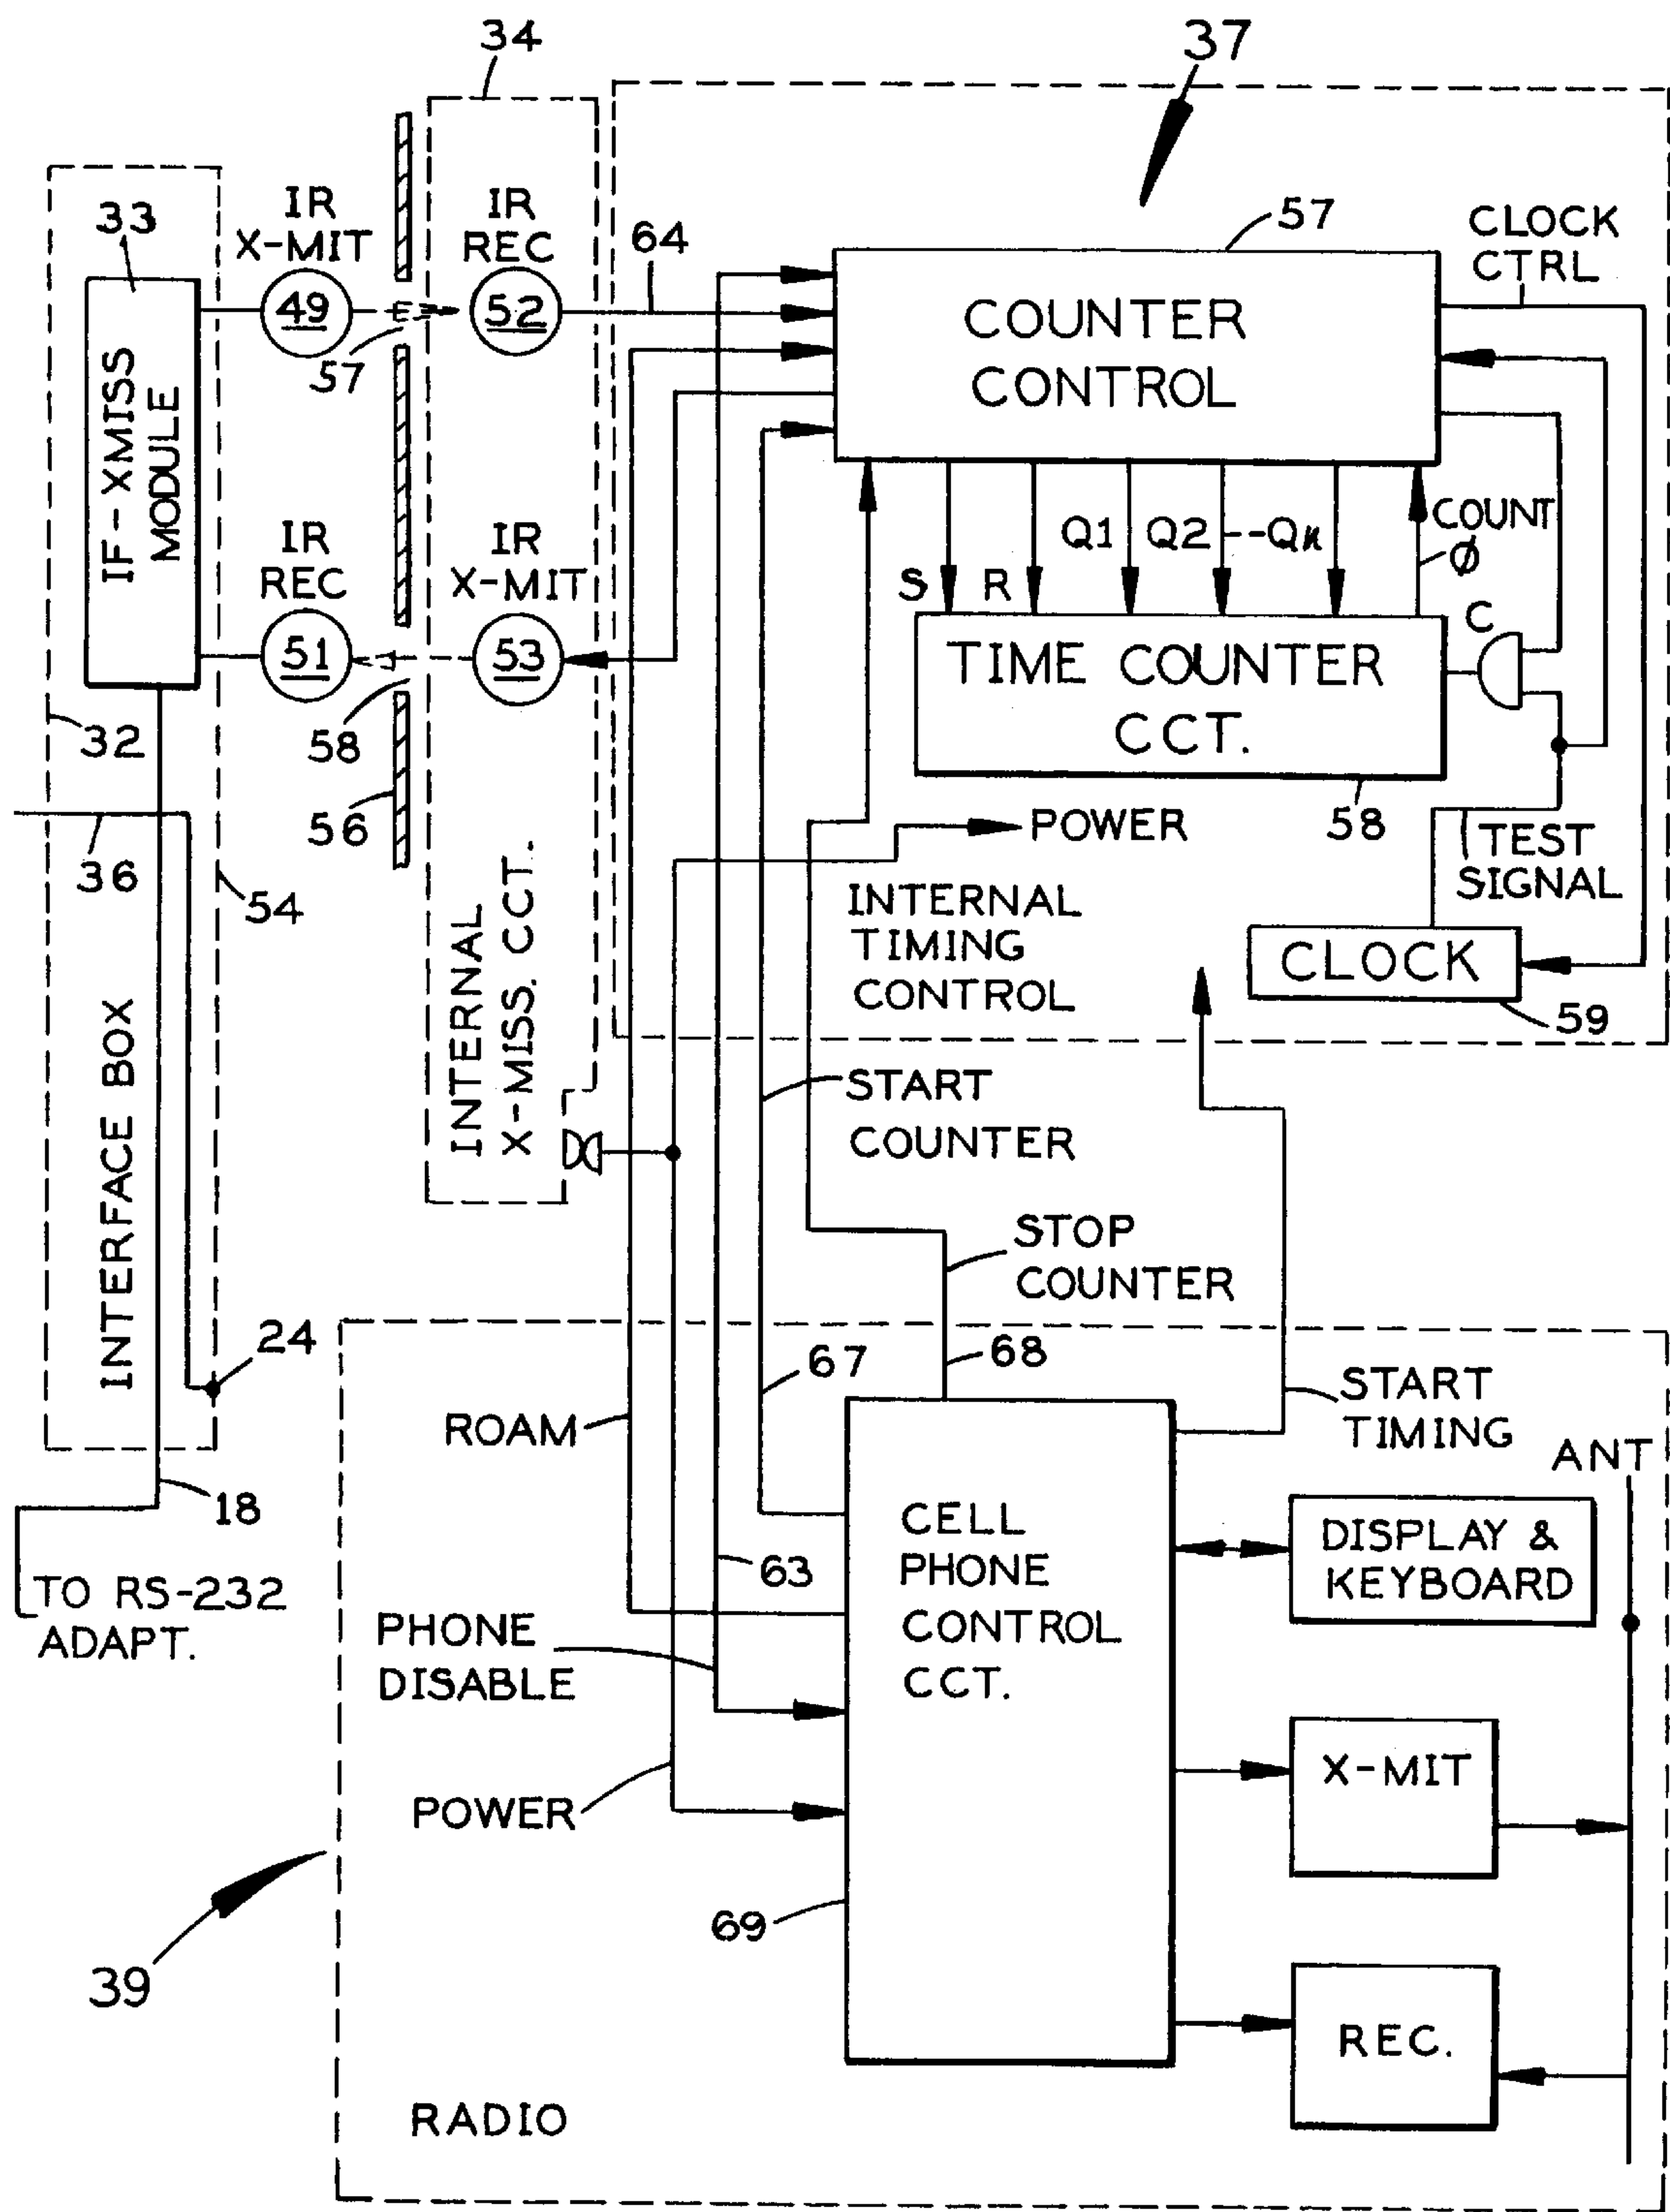 34
37
33
IR
X-MIT
IR
REC
64
57
CLOCK
CTRL
49
52
57
COUNTER
CONTROL
IF-XMISS
MODULE
IR
REC
IR
X-MIT
51
53
S
R
Q1
Q2
--Qn
COUNT
Ø
C
TIME COUNTER
CCT.
58
32
58
56
36
54
POWER
TEST
SIGNAL
INTERNAL
TIMING
CONTROL
CLOCK
59
INTERFACE BOX
INTERNAL
X-MISS. CCT.
START
COUNTER
STOP
COUNTER
24
67
68
START
TIMING
ROAM
ANT
18
CELL
PHONE
CONTROL
CCT.
DISPLAY &
KEYBOARD
63
TO RS-232
ADAPT.
PHONE
DISABLE
X-MIT
POWER
69
39
REC.
RADIO